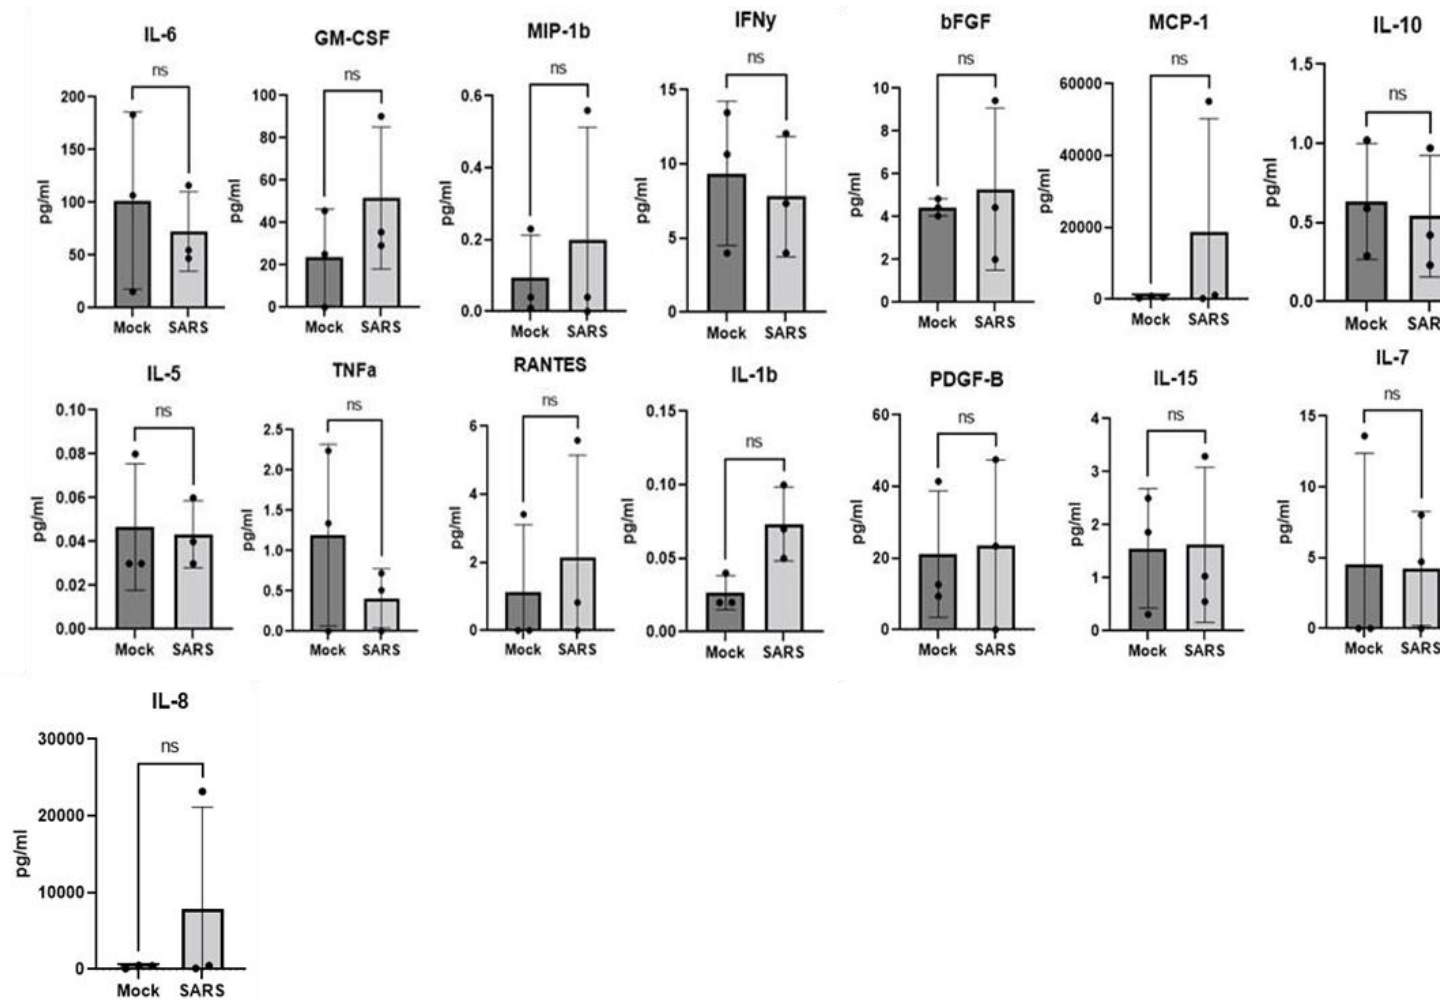 IL-6
ns
200
150
100
50
0
pg/ml
Mock SARS
GM-CSF
ns
100
80
60
40
20
0
pg/ml
Mock SARS
MIP-1b
ns
0.6
0.4
0.2
0.0
pg/ml
Mock SARS
IFNy
ns
15
10
5
0
pg/ml
Mock SARS
bFGF
ns
10
8
6
4
2
0
pg/ml
Mock SARS
MCP-1
ns
60000
40000
20000
0
pg/ml
Mock SARS
IL-10
ns
1.5
1.0
0.5
0.0
pg/ml
Mock SAR
IL-5
ns
0.10
0.08
0.06
0.04
0.02
0.00
pg/ml
Mock SARS
TNFa
ns
2.5
2.0
1.5
1.0
0.5
0.0
pg/ml
Mock SARS
RANTES
ns
6
4
2
0
pg/ml
Mock SARS
IL-1b
ns
0.15
0.10
0.05
0.00
pg/ml
Mock SARS
PDGF-B
ns
60
40
20
0
pg/ml
Mock SARS
IL-15
ns
4
3
2
1
0
pg/ml
Mock SARS
IL-7
ns
15
10
5
0
pg/ml
Mock SARS
IL-8
ns
30000
20000
10000
0
pg/ml
Mock SARS